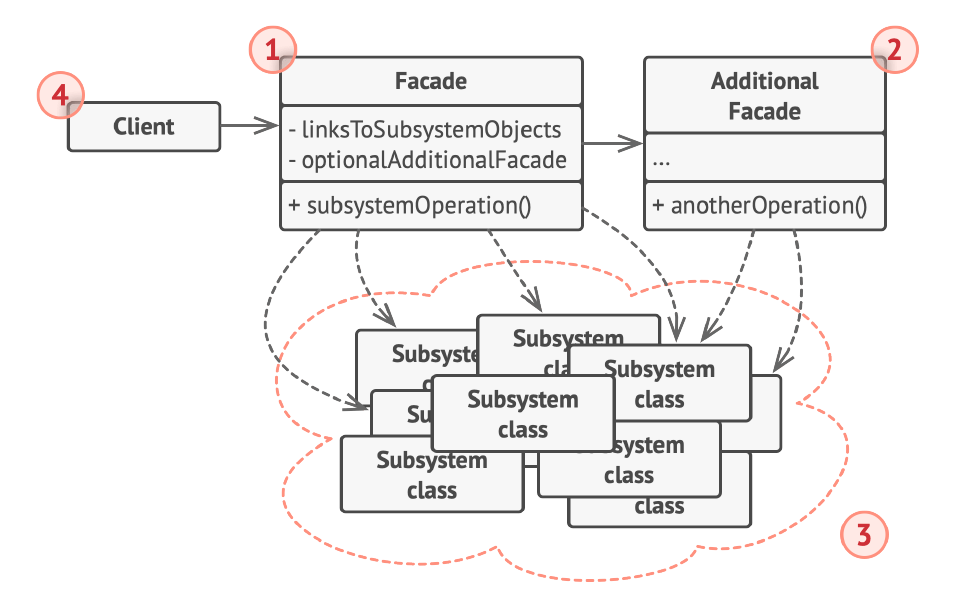 1
2
4
Facade
Additional
Facade
Client
- linksToSubsystemObjects
- optionalAdditionalFacade
...
+ subsystemOperation()
+ anotherOperation()
Subsystem
class
Subsystem
class
Subsystem
class
Subsystem
class
class
class
3